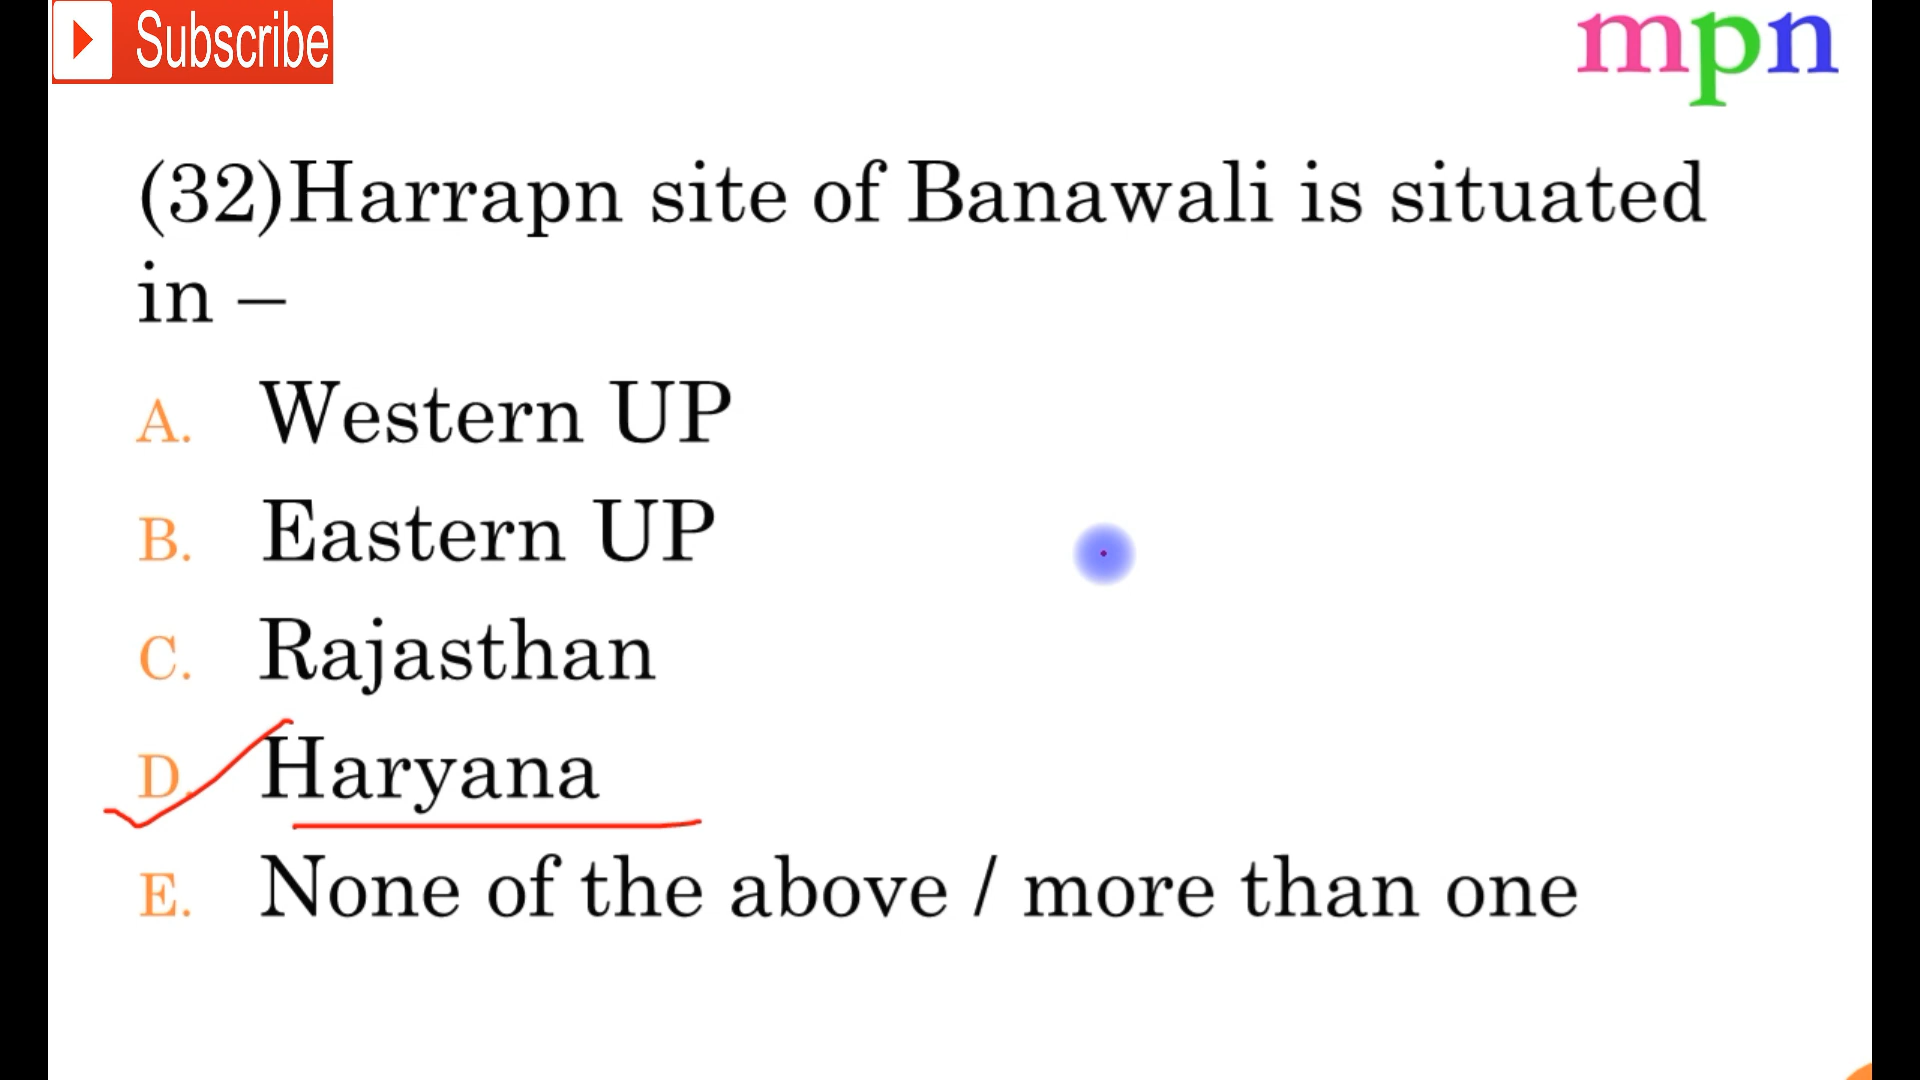 Subscribe
mpn
(32)Harrapn site of Banawali is situated
in –
A. Western UP
B. Eastern UP
C. Rajasthan
D. Haryana
E. None of the above / more than one